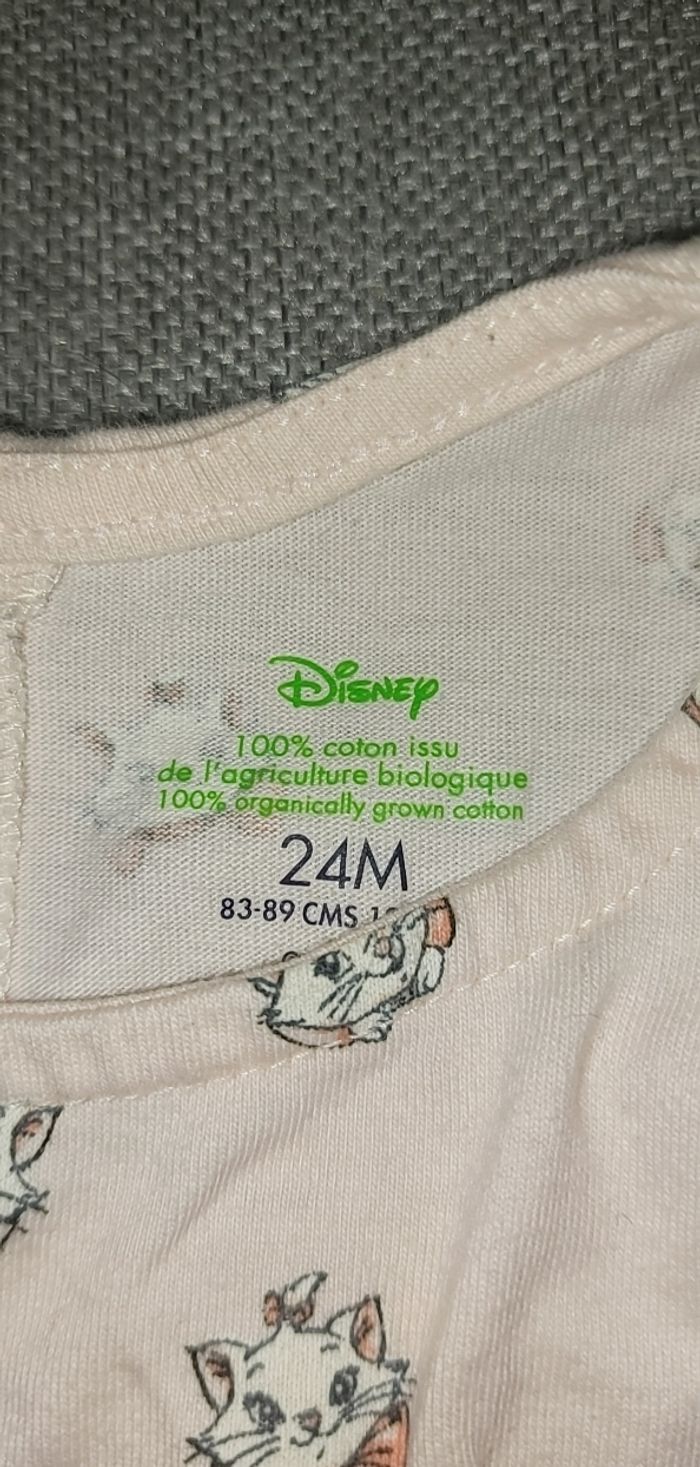 Disney
100% coton issu
de l'agriculture biologique
100% organically grown cotton
24M
83-89 CMS